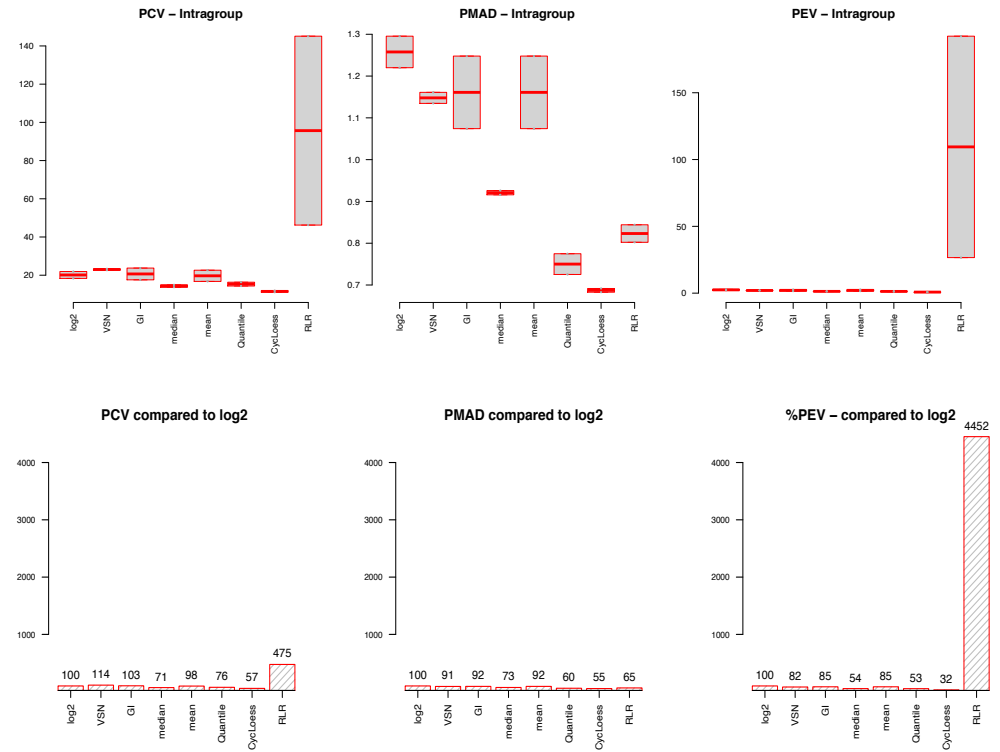 PCV – Intragroup
PMAD – Intragroup
PEV – Intragroup
140
120
100
80
60
40
20
log2
VSN
GI
median
mean
Quantile
CycLoess
RLR
1.3
1.2
1.1
1.0
0.9
0.8
0.7
log2
VSN
GI
median
mean
Quantile
CycLoess
RLR
150
100
50
0
log2
VSN
GI
median
mean
Quantile
CycLoess
RLR
PCV compared to log2
PMAD compared to log2
%PEV – compared to log2
4000
3000
2000
1000
100 114 103 71 98 76 57 475
log2
VSN
GI
median
mean
Quantile
CycLoess
RLR
4000
3000
2000
1000
100 91 92 73 92 60 55 65
log2
VSN
GI
median
mean
Quantile
CycLoess
RLR
4000
3000
2000
1000
100 82 85 54 85 53 32 4452
log2
VSN
GI
median
mean
Quantile
CycLoess
RLR